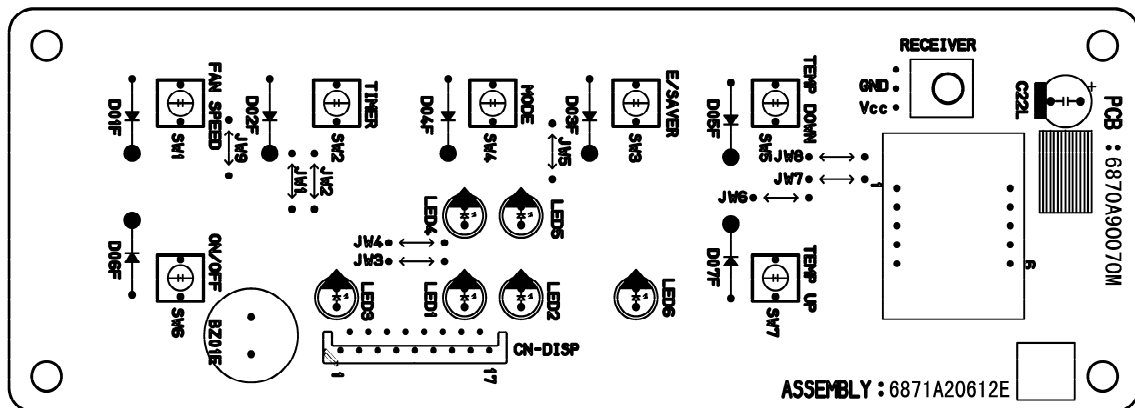 RECEIVER
GND
Vcc
C22L
+
PCB : 6870A90070M
D01F
SW1
FAN SPEED
JW9
D02F
SW2
TIMER
JW1
JW2
D04F
SW4
MODE
JW5
D03F
SW3
E/SAVER
D05F
SW5
TEMP DOWN
JW8
JW7
JW6
1
9
LED4
LED5
JW4
JW3
D06F
SW6
ON/OFF
BZ01E
LED3
LED1
LED2
LED6
D07F
SW7
TEMP UP
CN-DISP
1
17
ASSEMBLY : 6871A20612E